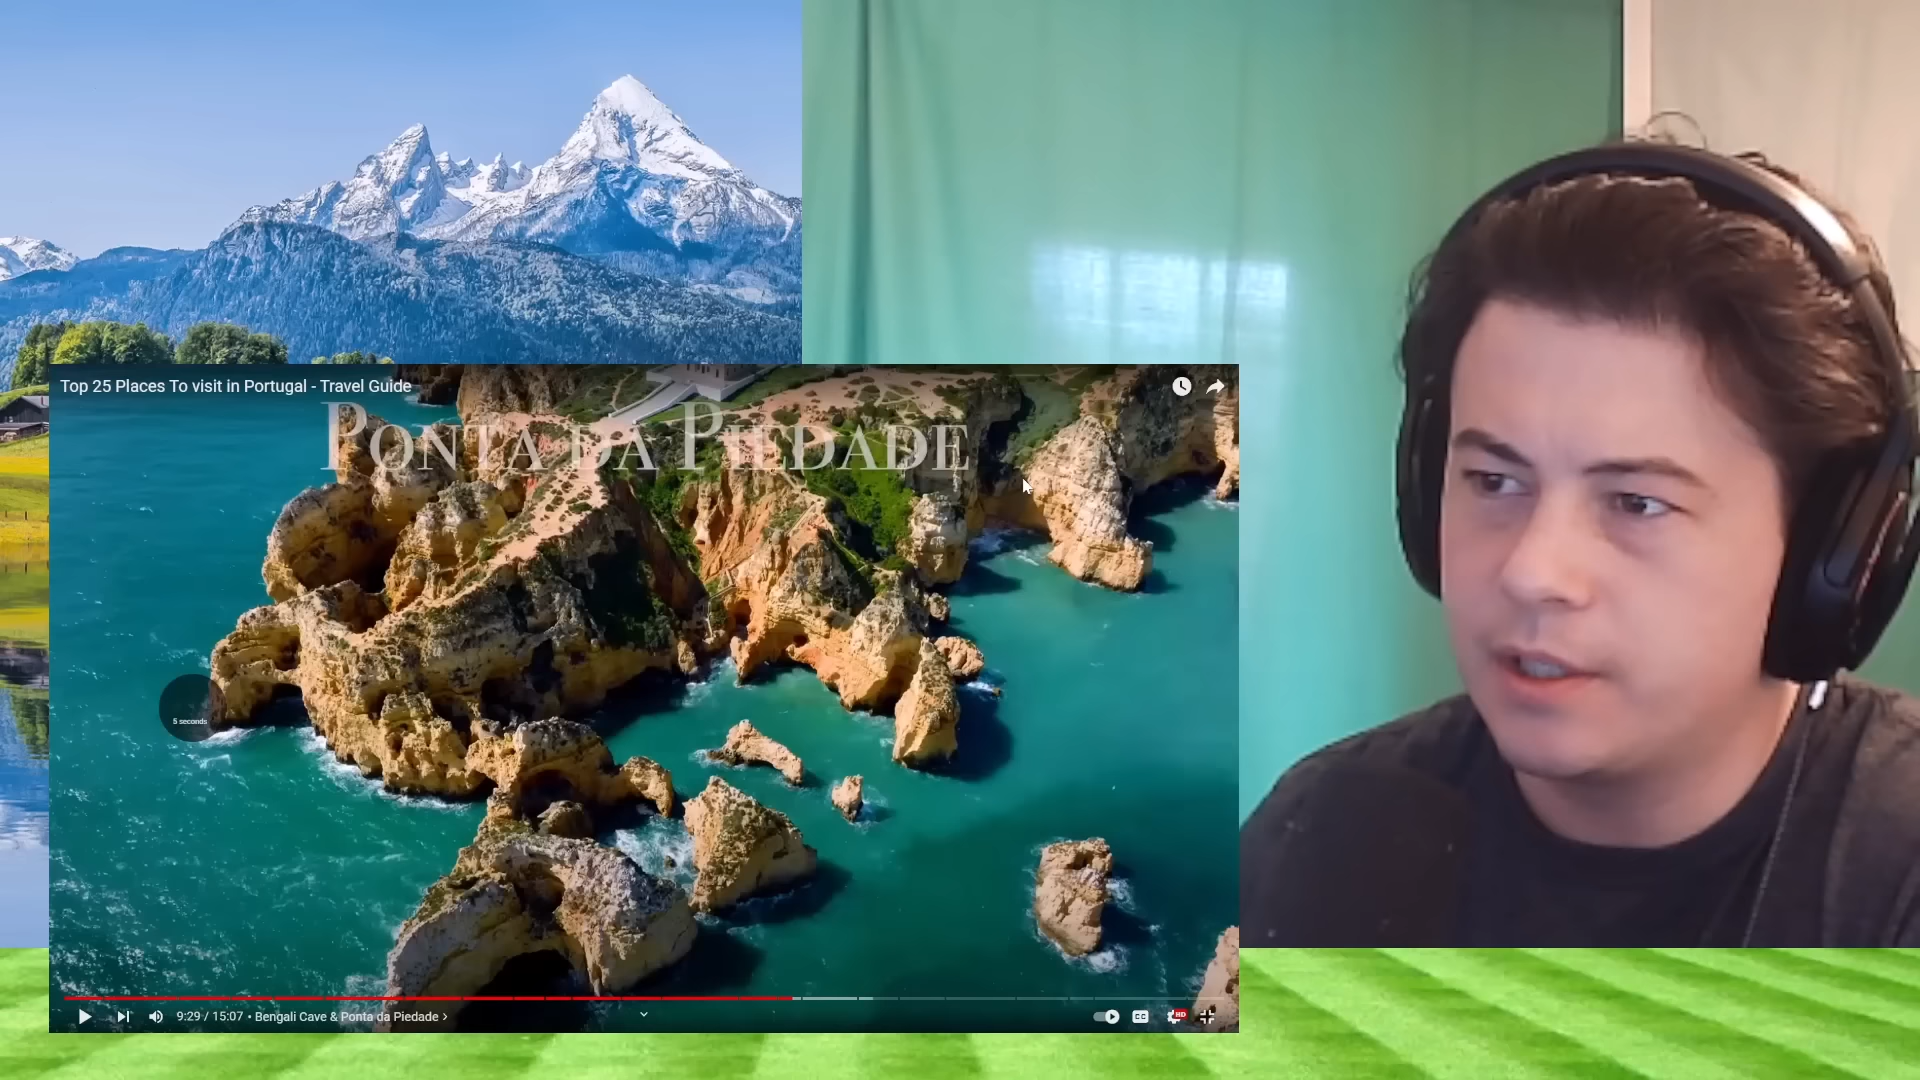 Top 25 Places To visit in Portugal - Travel Guide
PONTA DA PIEDADE
5 seconds
9:29 / 15:07 • Bengali Cave & Ponta da Piedade ›
CC
HD